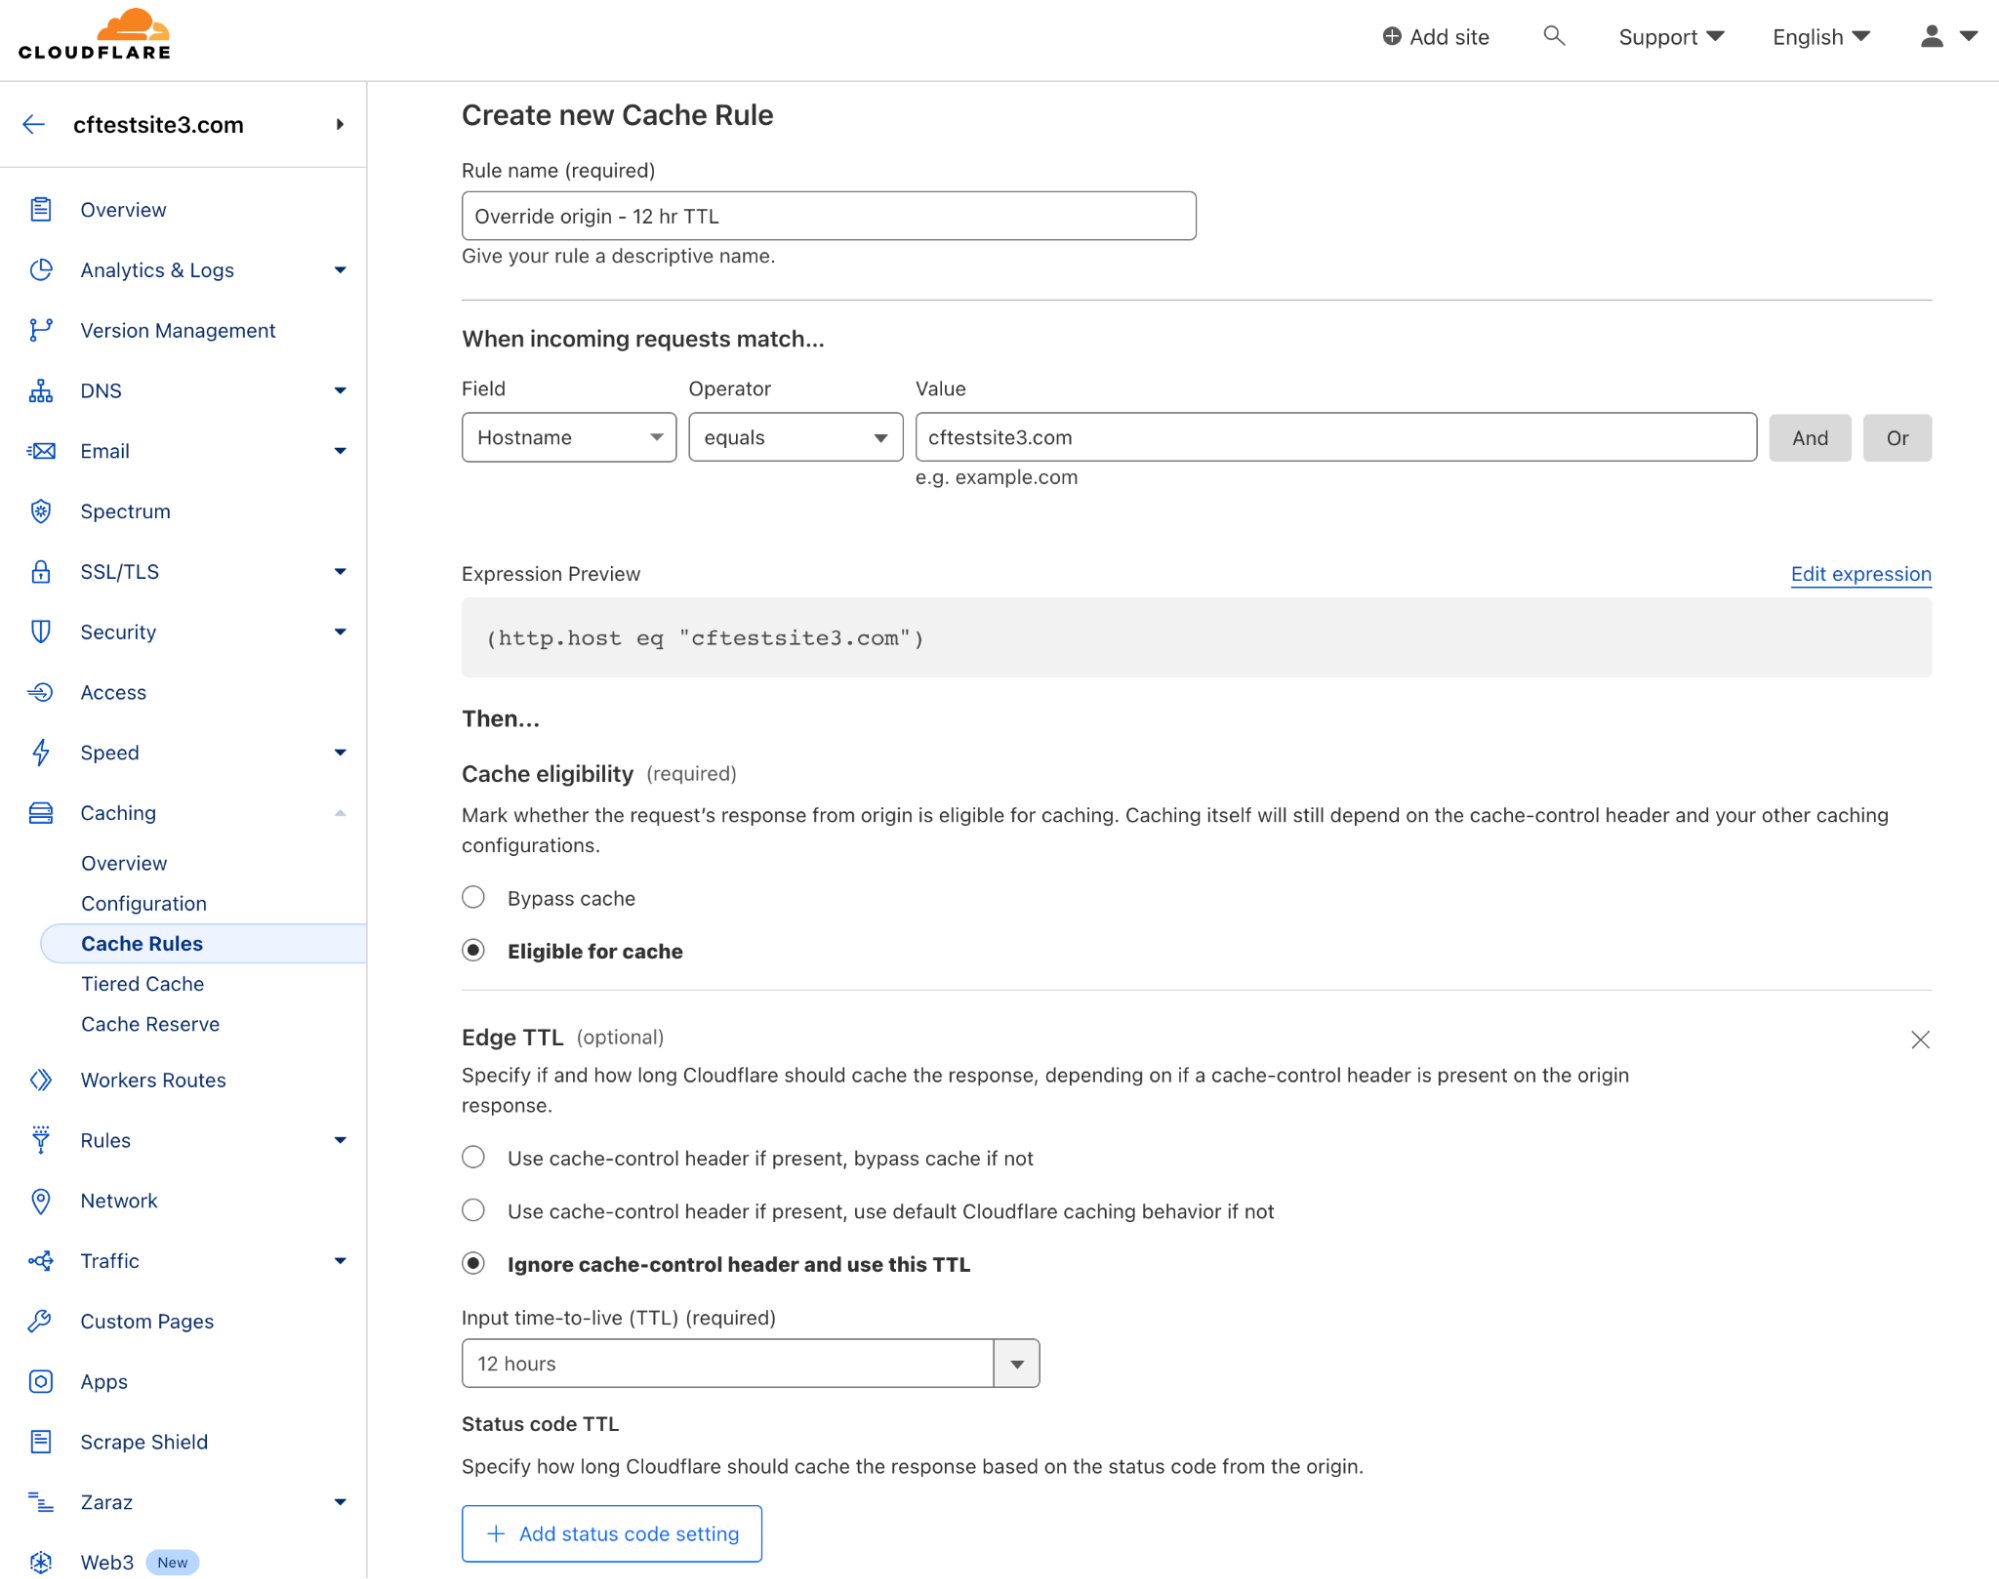 CLOUDFLARE
Add site
Support
English
cftestsite3.com
Overview
Analytics & Logs
Version Management
DNS
Email
Spectrum
SSL/TLS
Security
Access
Speed
Caching
Overview
Configuration
Cache Rules
Tiered Cache
Cache Reserve
Workers Routes
Rules
Network
Traffic
Custom Pages
Apps
Scrape Shield
Zaraz
Web3 New
Create new Cache Rule
Rule name (required)
Override origin - 12 hr TTL
Give your rule a descriptive name.
When incoming requests match...
Field Operator Value
Hostname equals cftestsite3.com And Or
e.g. example.com
Expression Preview Edit expression
(http.host eq "cftestsite3.com")
Then...
Cache eligibility (required)
Mark whether the request's response from origin is eligible for caching. Caching itself will still depend on the cache-control header and your other caching
configurations.
Bypass cache
Eligible for cache
Edge TTL (optional)
Specify if and how long Cloudflare should cache the response, depending on if a cache-control header is present on the origin
response.
Use cache-control header if present, bypass cache if not
Use cache-control header if present, use default Cloudflare caching behavior if not
Ignore cache-control header and use this TTL
Input time-to-live (TTL) (required)
12 hours
Status code TTL
Specify how long Cloudflare should cache the response based on the status code from the origin.
+ Add status code setting